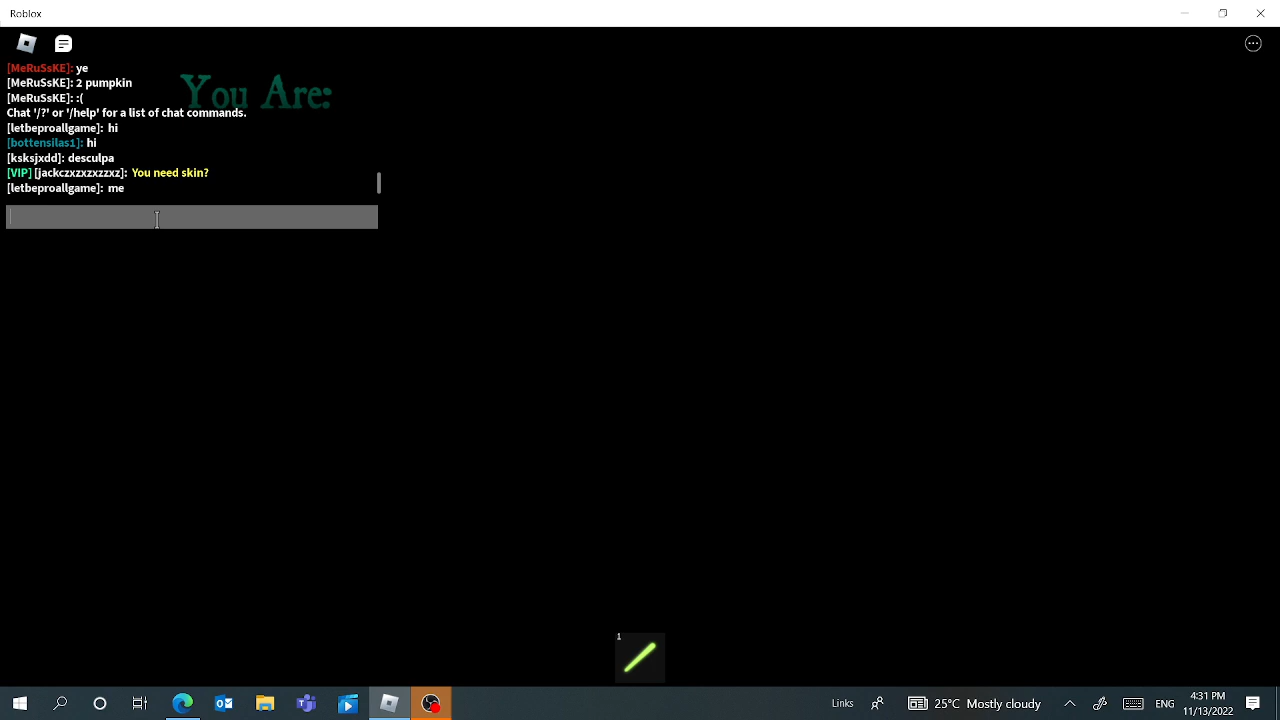 Roblox
You Are:
[MeRuSsKE]: ye
[MeRuSsKE]: 2 pumpkin
[MeRuSsKE]: :(
Chat '/?' or '/help' for a list of chat commands.
[letbeproallgame]: hi
[bottensilas1]: hi
[ksksjxdd]: desculpa
[VIP] [jackczxzxzxzzxz]: You need skin?
[letbeproallgame]: me
1
Links
25°C Mostly cloudy
ENG
4:31 PM
11/13/2022